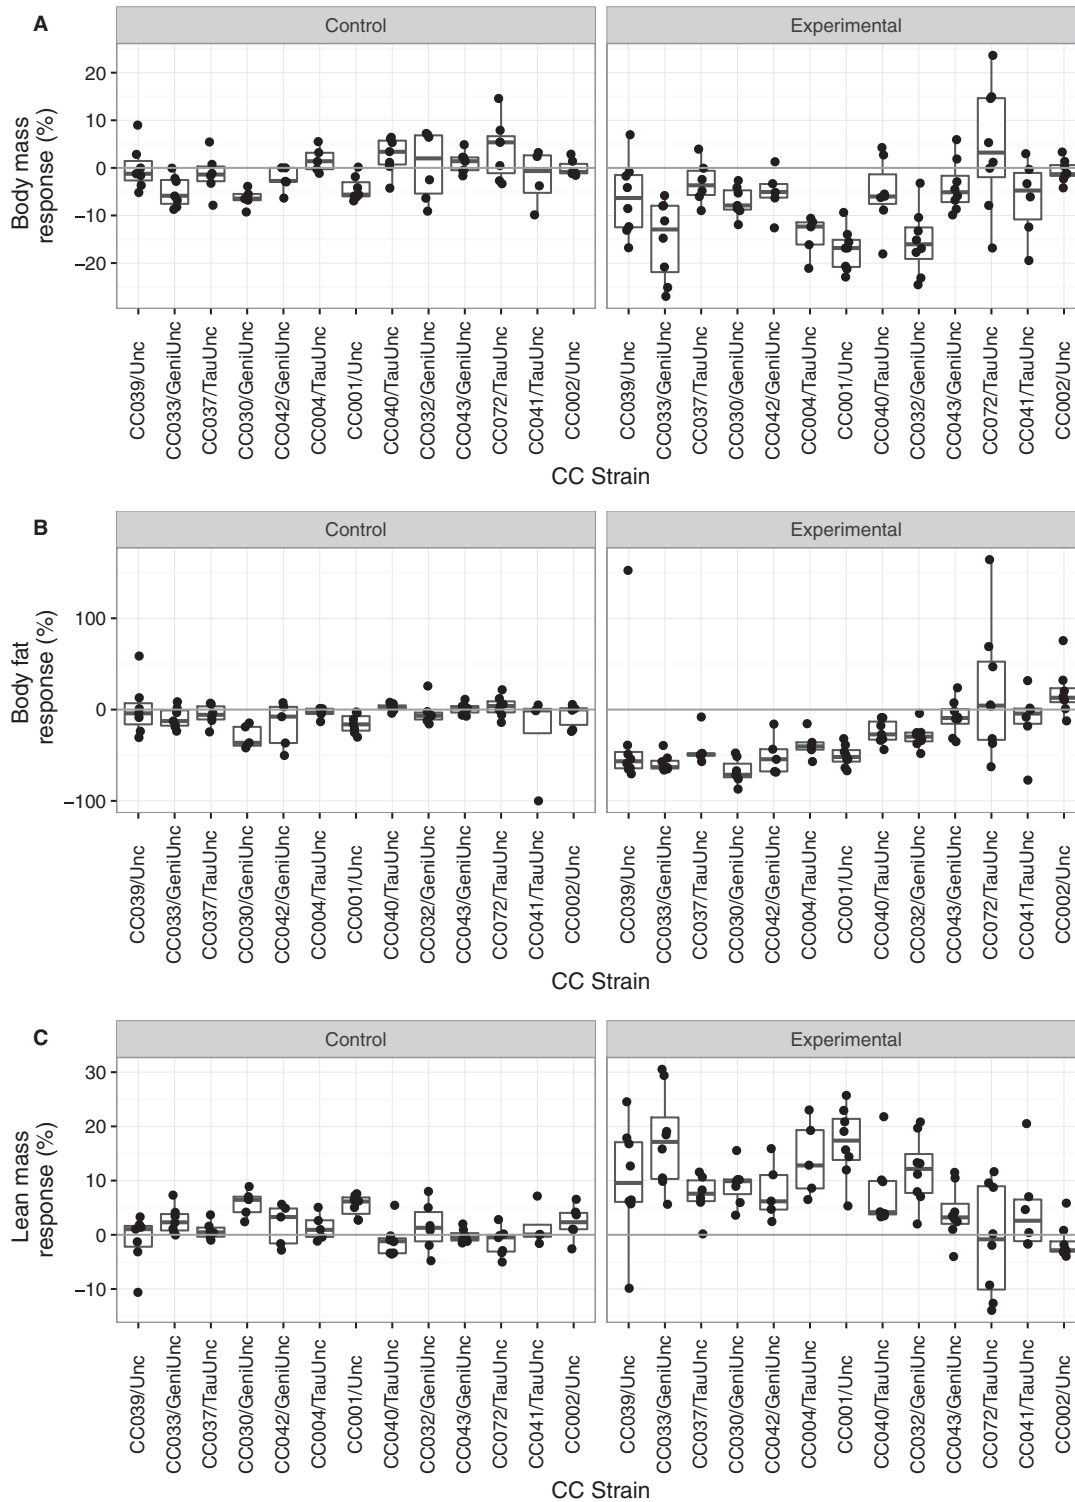 A
Control
Experimental
Body mass
response (%)
20
10
0
−10
−20
CC039/Unc
CC033/GeniUnc
CC037/TauUnc
CC030/GeniUnc
CC042/GeniUnc
CC004/TauUnc
CC001/Unc
CC040/TauUnc
CC032/GeniUnc
CC043/GeniUnc
CC072/TauUnc
CC041/TauUnc
CC002/Unc
CC039/Unc
CC033/GeniUnc
CC037/TauUnc
CC030/GeniUnc
CC042/GeniUnc
CC004/TauUnc
CC001/Unc
CC040/TauUnc
CC032/GeniUnc
CC043/GeniUnc
CC072/TauUnc
CC041/TauUnc
CC002/Unc
CC Strain
B
Control
Experimental
Body fat
response (%)
100
0
−100
CC039/Unc
CC033/GeniUnc
CC037/TauUnc
CC030/GeniUnc
CC042/GeniUnc
CC004/TauUnc
CC001/Unc
CC040/TauUnc
CC032/GeniUnc
CC043/GeniUnc
CC072/TauUnc
CC041/TauUnc
CC002/Unc
CC039/Unc
CC033/GeniUnc
CC037/TauUnc
CC030/GeniUnc
CC042/GeniUnc
CC004/TauUnc
CC001/Unc
CC040/TauUnc
CC032/GeniUnc
CC043/GeniUnc
CC072/TauUnc
CC041/TauUnc
CC002/Unc
CC Strain
C
Control
Experimental
Lean mass
response (%)
30
20
10
0
−10
CC039/Unc
CC033/GeniUnc
CC037/TauUnc
CC030/GeniUnc
CC042/GeniUnc
CC004/TauUnc
CC001/Unc
CC040/TauUnc
CC032/GeniUnc
CC043/GeniUnc
CC072/TauUnc
CC041/TauUnc
CC002/Unc
CC039/Unc
CC033/GeniUnc
CC037/TauUnc
CC030/GeniUnc
CC042/GeniUnc
CC004/TauUnc
CC001/Unc
CC040/TauUnc
CC032/GeniUnc
CC043/GeniUnc
CC072/TauUnc
CC041/TauUnc
CC002/Unc
CC Strain